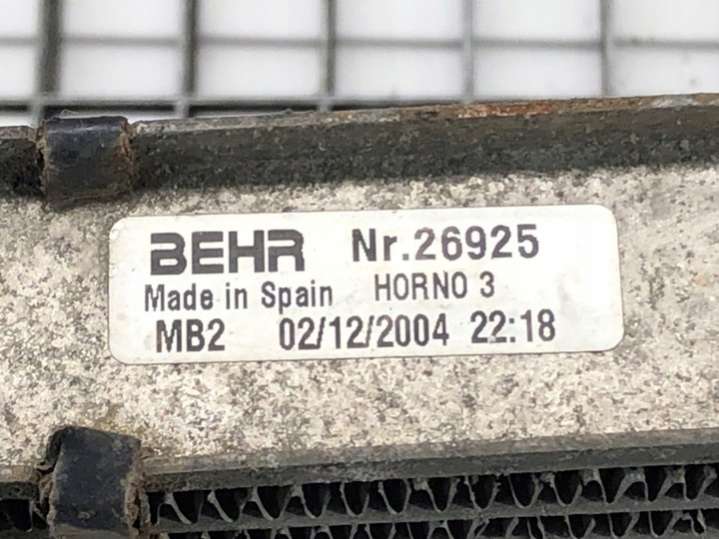 BEHR Nr.26925
Made in Spain HORNO 3
MB2 02/12/2004 22:18